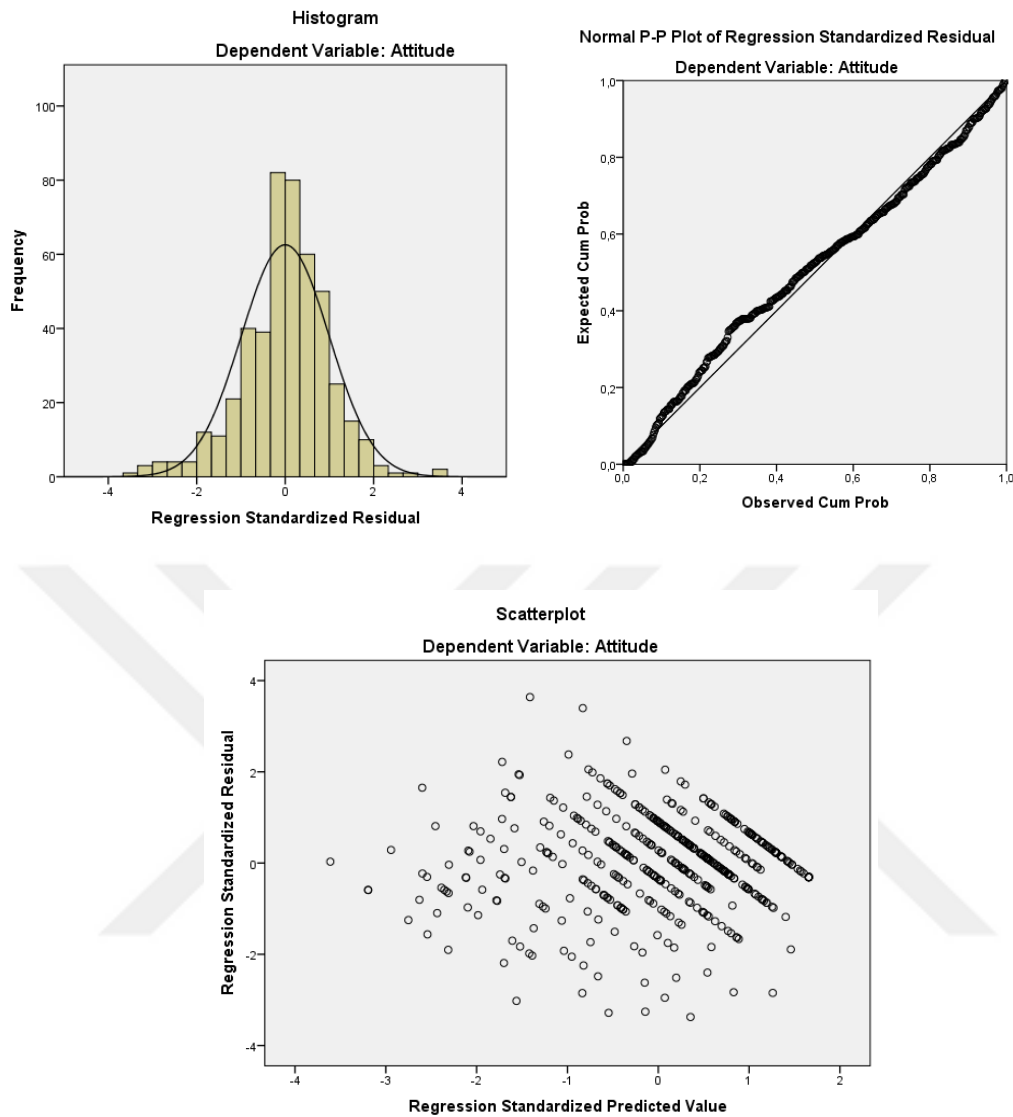 Histogram
Dependent Variable: Attitude
100
80
60
40
20
0
-4
-2
0
2
4
Frequency
Regression Standardized Residual
Normal P-P Plot of Regression Standardized Residual
Dependent Variable: Attitude
1,0
0,8
0,6
0,4
0,2
0,0
0,0
0,2
0,4
0,6
0,8
1,0
Expected Cum Prob
Observed Cum Prob
Scatterplot
Dependent Variable: Attitude
4
2
0
-2
-4
-4
-3
-2
-1
0
1
2
Regression Standardized Residual
Regression Standardized Predicted Value